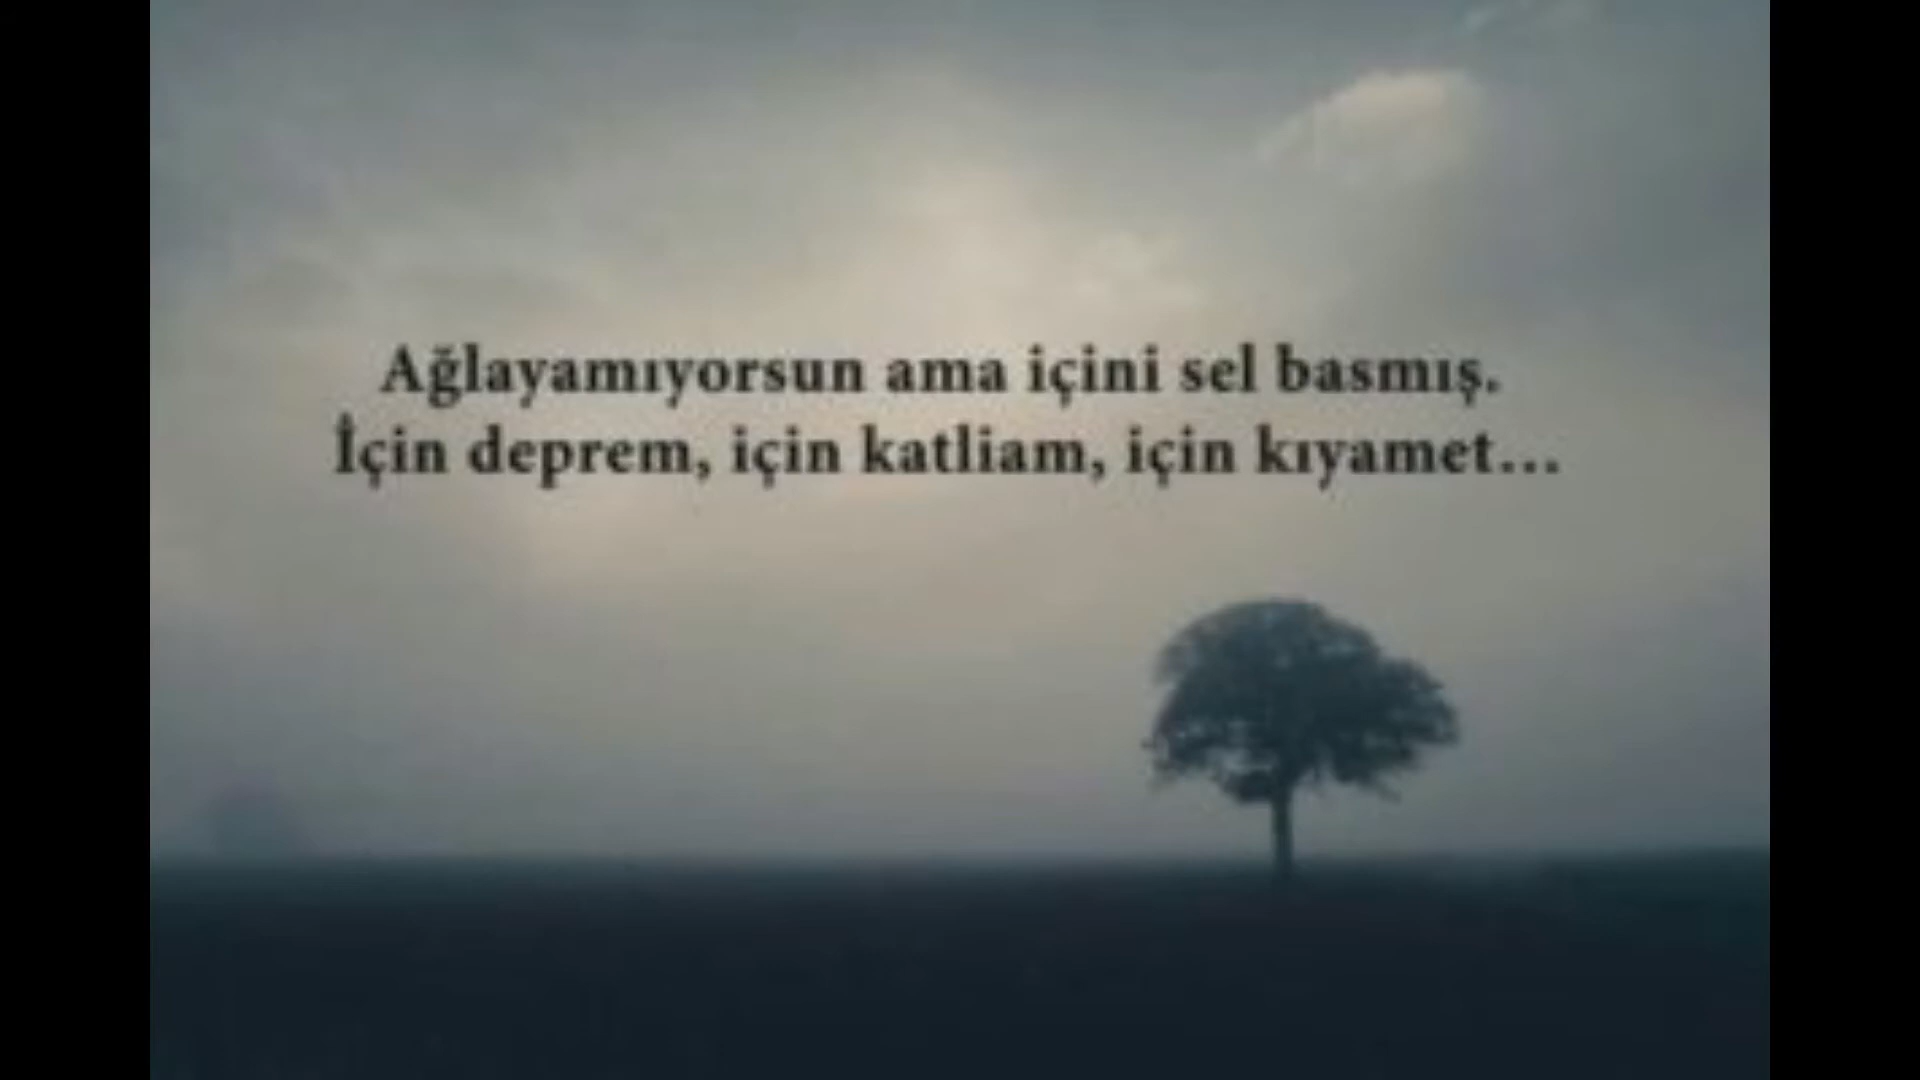 Ağlayamıyorsun ama içini sel basmış.
İçin deprem, için katliam, için kıyamet...